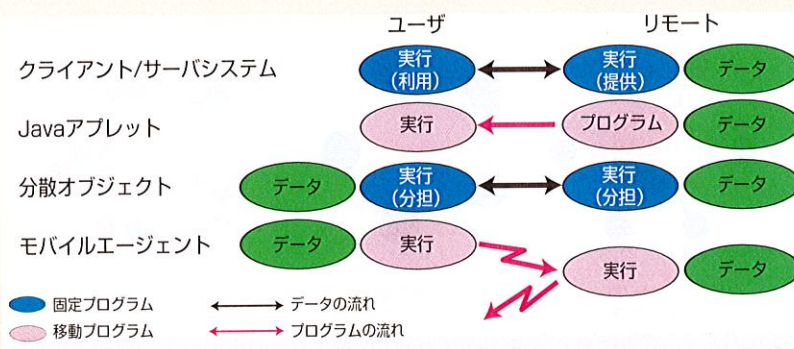 ユーザ リモート
クライアント/サーバシステム 実行(利用) 実行(提供) データ
Javaアプレット 実行 プログラム データ
分散オブジェクト データ 実行(分担) 実行(分担) データ
モバイルエージェント データ 実行 実行 データ
固定プログラム データの流れ
移動プログラム プログラムの流れ